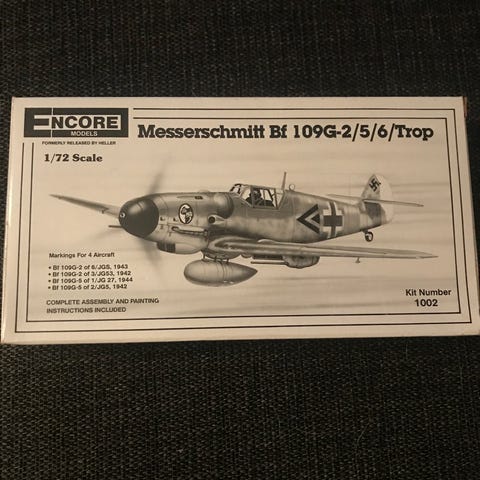 ENCORE
MODELS
FORMERLY RELEASED BY HELLER
Messerschmitt Bf 109G-2/5/6/Trop
1/72 Scale
Markings For 4 Aircraft
• Bf 109G-2 of 6/JG5, 1943
• Bf 109G-2 of 3/JG53, 1942
• Bf 109G-5 of 1/JG 27, 1944
• Bf 109G-5 of 2/JG5, 1942
COMPLETE ASSEMBLY AND PAINTING
INSTRUCTIONS INCLUDED
Kit Number
1002